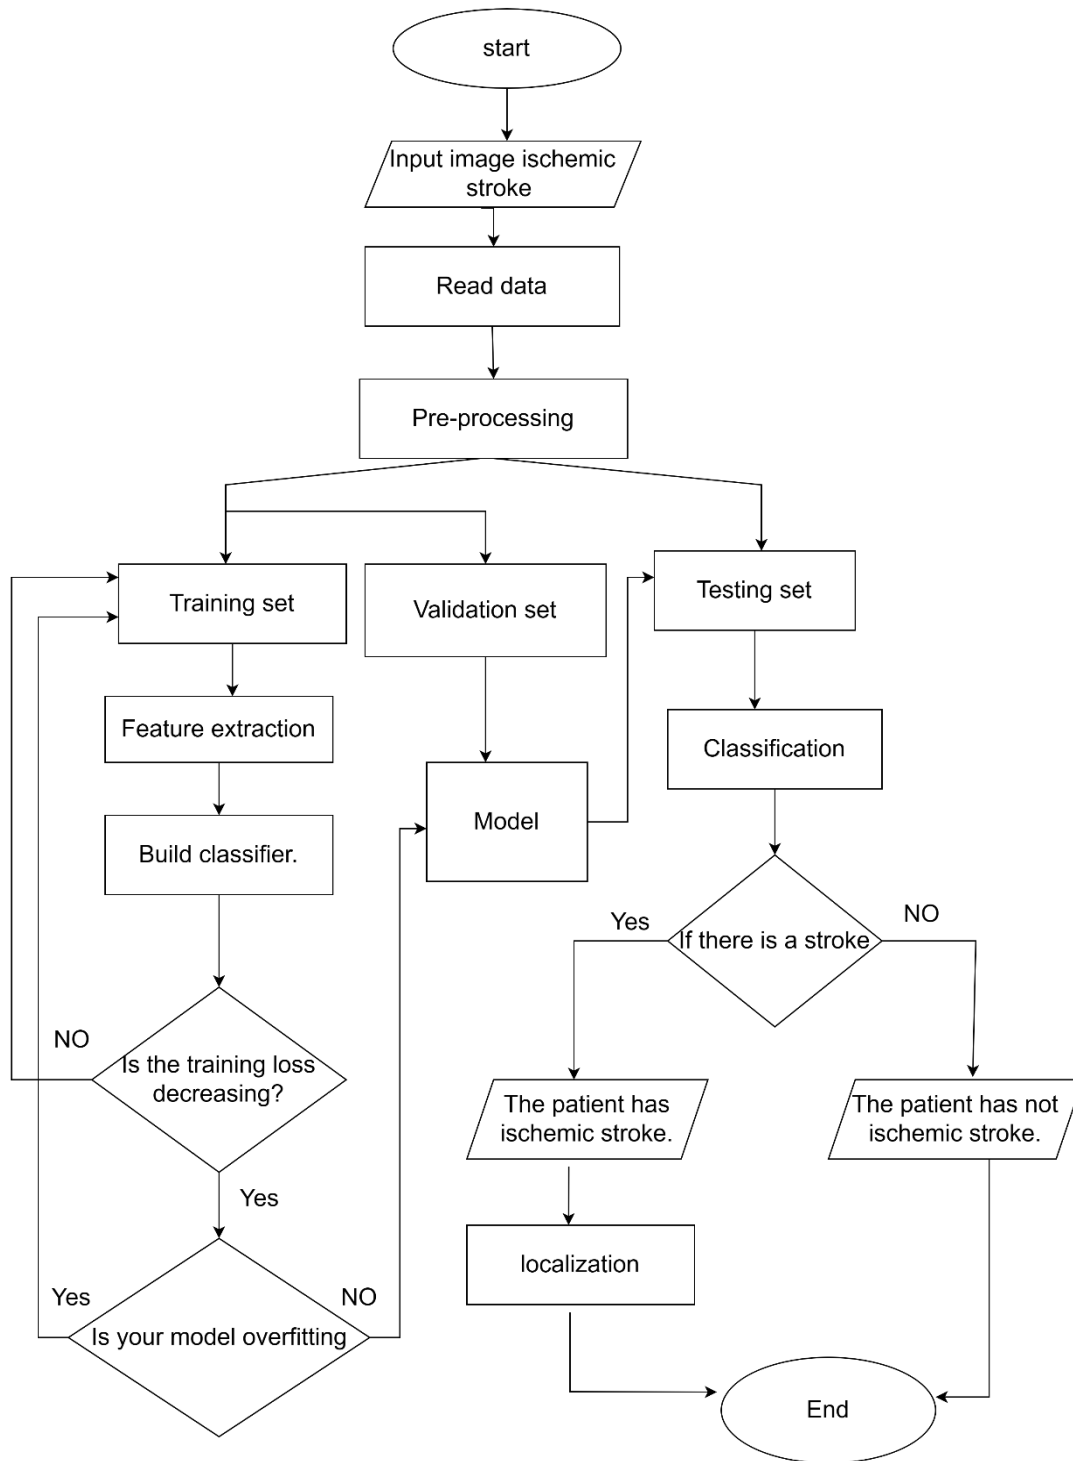 start
Input image ischemic
stroke
Read data
Pre-processing
Training set
Validation set
Testing set
Feature extraction
Classification
Model
Build classifier.
Yes
NO
If there is a stroke
NO
Is the training loss
decreasing?
The patient has
ischemic stroke.
The patient has not
ischemic stroke.
Yes
localization
Yes
NO
Is your model overfitting
End